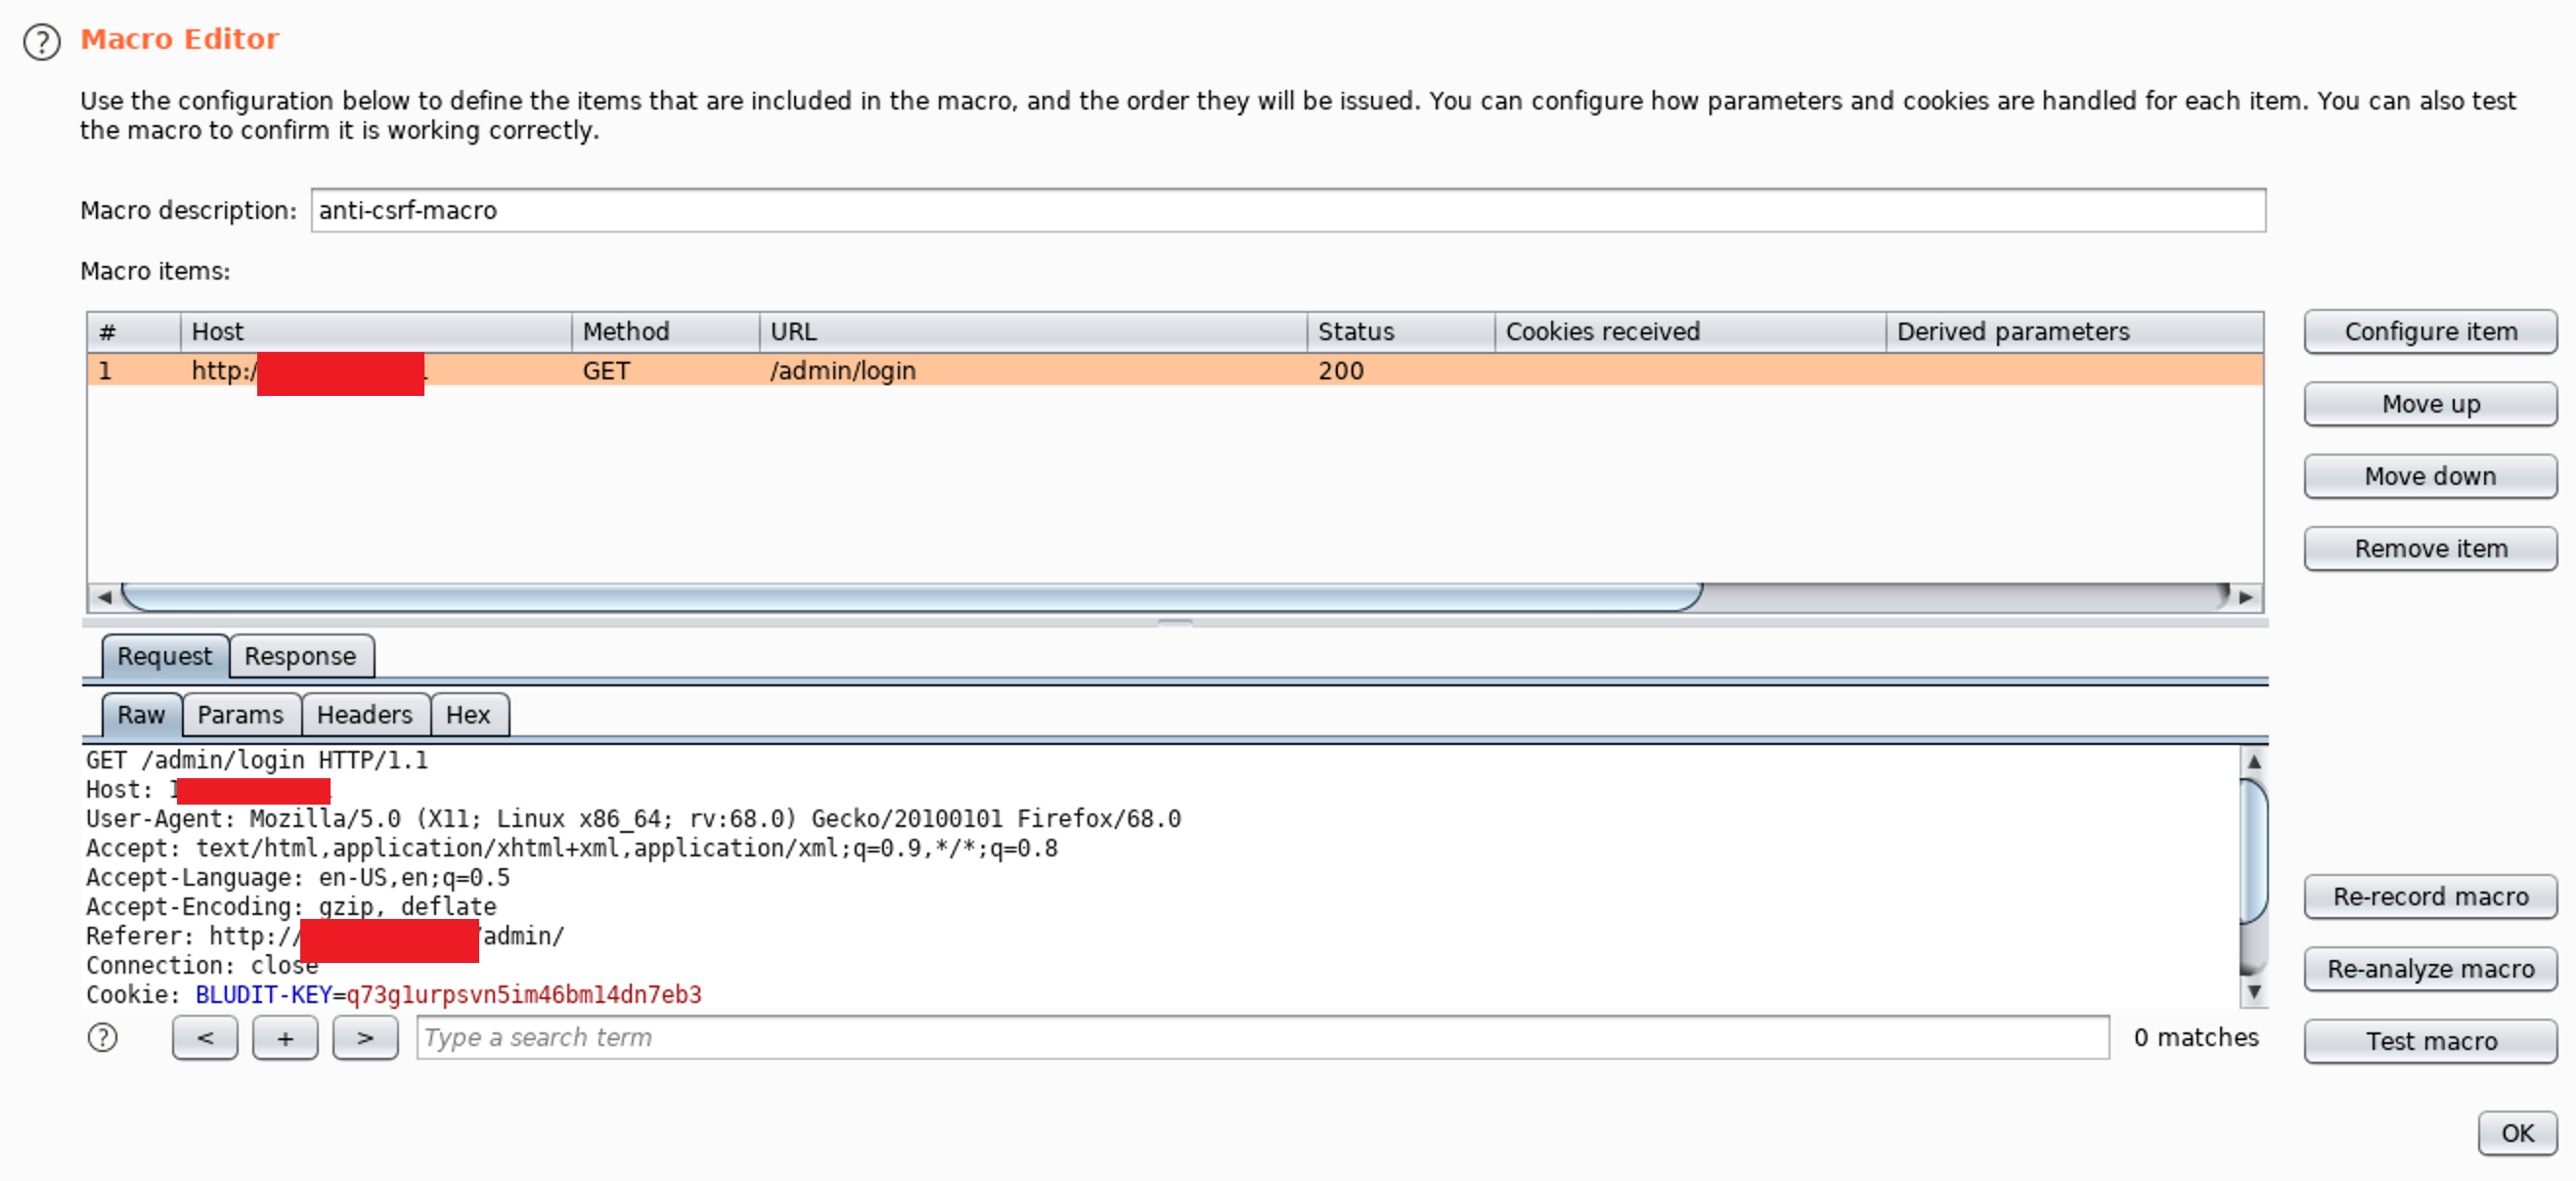 Macro Editor
Use the configuration below to define the items that are included in the macro, and the order they will be issued. You can configure how parameters and cookies are handled for each item. You can also test
the macro to confirm it is working correctly.
Macro description: anti-csrf-macro
Macro items:
# Host Method URL Status Cookies received Derived parameters
1 http:/ GET /admin/login 200
Configure item
Move up
Move down
Remove item
Request Response
Raw Params Headers Hex
GET /admin/login HTTP/1.1
Host: 1
User-Agent: Mozilla/5.0 (X11; Linux x86_64; rv:68.0) Gecko/20100101 Firefox/68.0
Accept: text/html,application/xhtml+xml,application/xml;q=0.9,*/*;q=0.8
Accept-Language: en-US,en;q=0.5
Accept-Encoding: gzip, deflate
Referer: http:// /admin/
Connection: close
Cookie: BLUDIT-KEY=q73g1urpsvn5im46bm14dn7eb3
Re-record macro
Re-analyze macro
Test macro
? < + > Type a search term 0 matches
OK